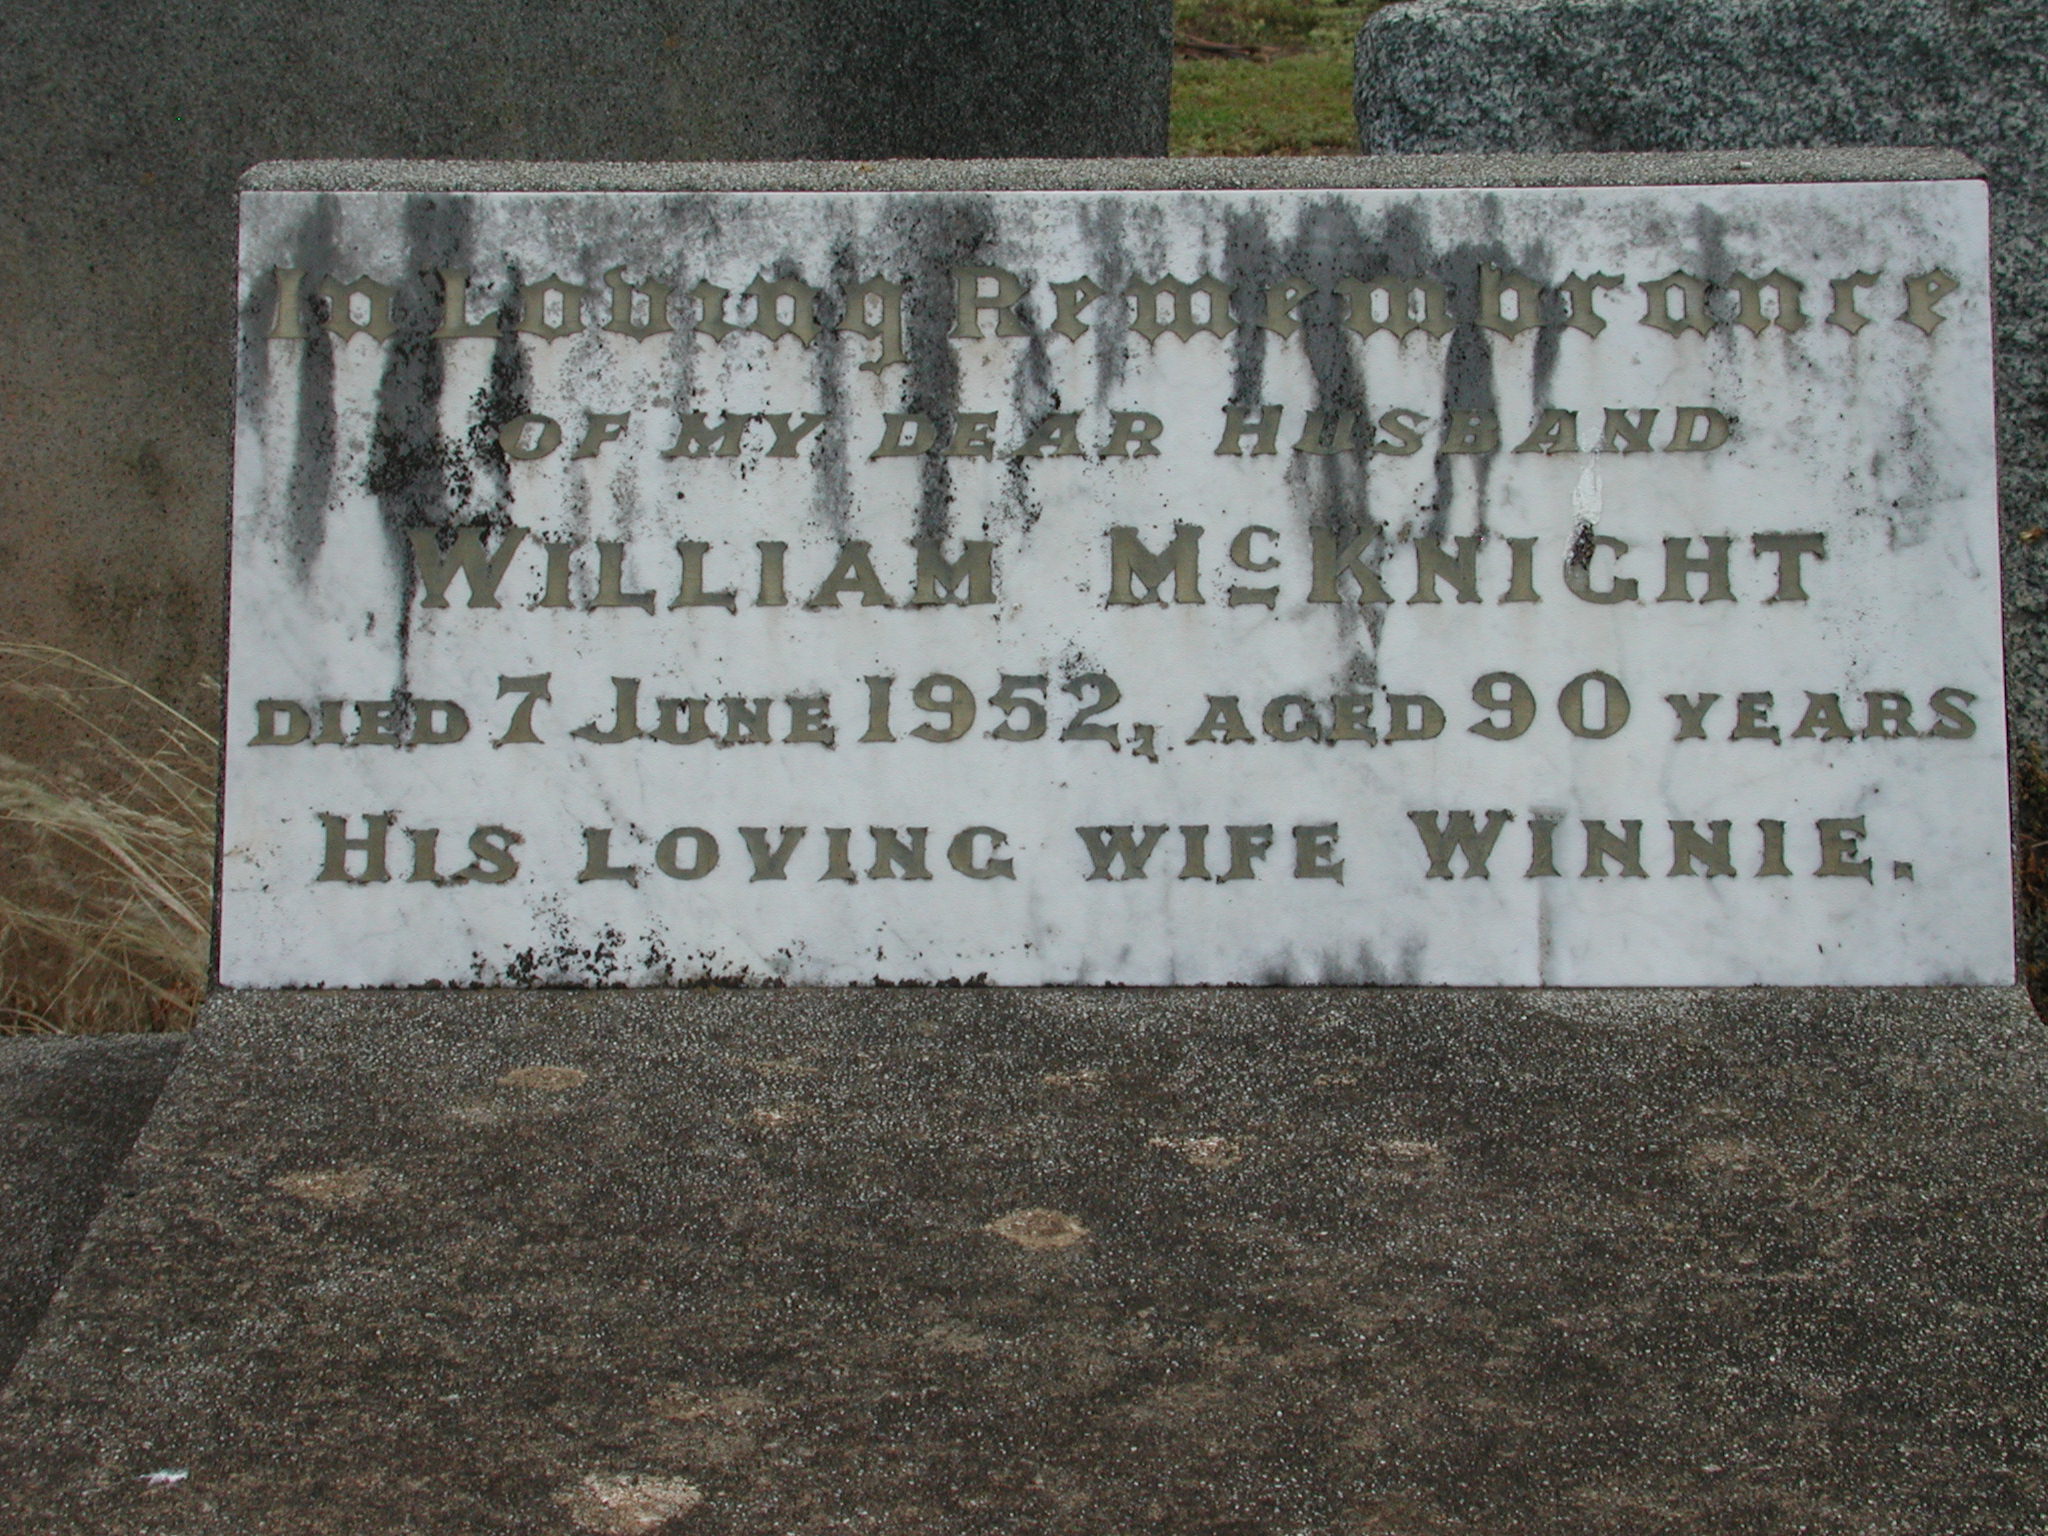 In Loving Remembrance
OF MY DEAR HUSBAND
WILLIAM McKNIGHT
DIED 7 JUNE 1952, AGED 90 YEARS
HIS LOVING WIFE WINNIE.